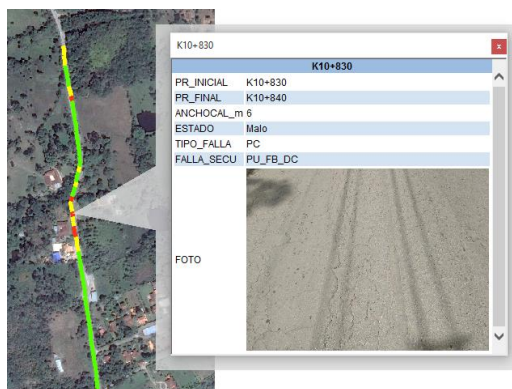 K10+830
x
K10+830
PR_INICIAL K10+830
PR_FINAL K10+840
ANCHOCAL_m 6
ESTADO Malo
TIPO_FALLA PC
FALLA_SECU PU_FB_DC
FOTO